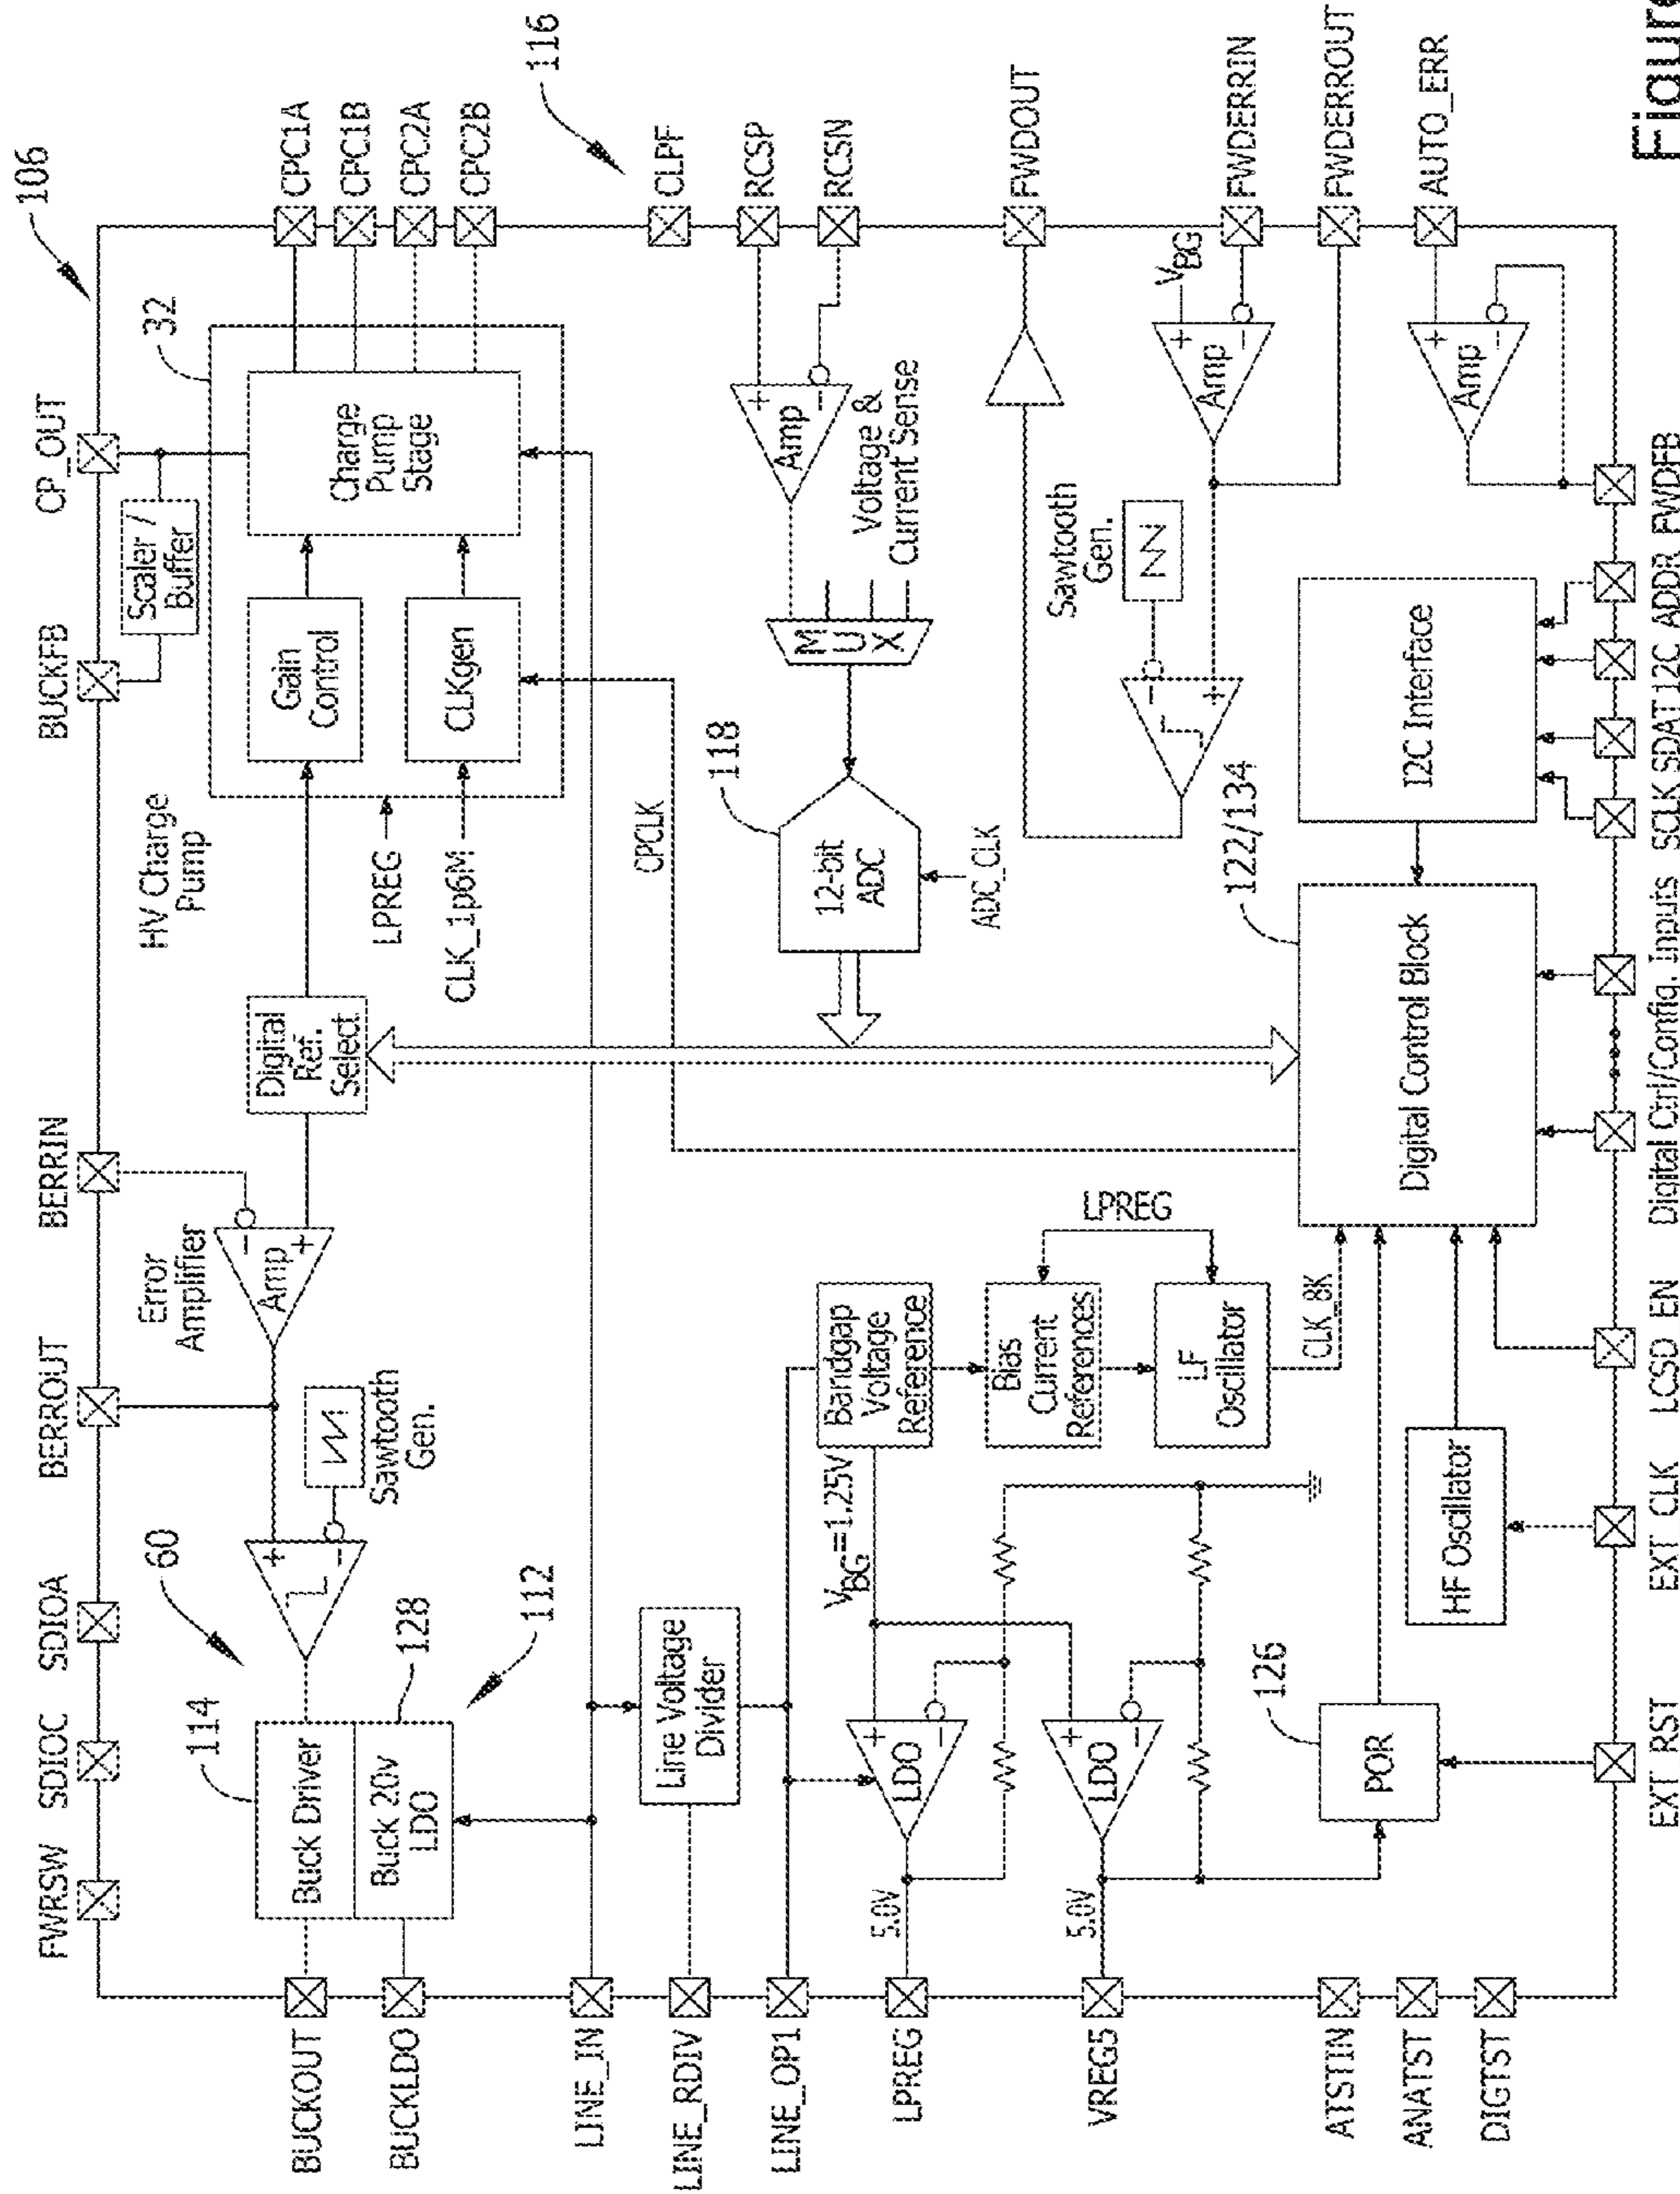 106
FWRSW
SDIOC
SDIOA
BERROUT
BERRIN
BUCKFB
CP_OUT
114
60
Error
Amplifier
HV Charge
Pump
Scaler /
Buffer
32
BUCKOUT
BUCKLDO
Buck Driver
Buck 20v
LDO
128
112
+
−
Sawtooth
Gen.
Amp
−
+
Digital
Ref.
Select
Gain
Control
CLKgen
Charge
Pump
Stage
LPREG
CLK_1p6M
CPC1A
CPC1B
CPC2A
CPC2B
116
LINE_IN
LINE_RDIV
LINE_OP1
LPREG
VREG5
Line Voltage
Divider
CPCLK
CLPF
RCSP
RCSN
Amp
+
−
Voltage &
Current Sense
MUX
118
12-bit
ADC
ADC_CLK
VBG=1.25V
Bandgap
Voltage
Reference
Bias
Current
References
LF
Oscillator
LPREG
CLK_8K
5.0V
LDO
+
−
5.0V
LDO
+
−
FWDOUT
Sawtooth
Gen.
−
+
VBG
Amp
+
−
FWDERRIN
FWDERROUT
AUTO_ERR
Amp
+
−
126
POR
HF Oscillator
122/134
Digital Control Block
I2C Interface
ATSTIN
ANATST
DIGTST
EXT RST
EXT CLK
LCSD EN
Digital Ctrl/Config. Inputs
SCLK
SDAT
I2C ADDR
FWDFB